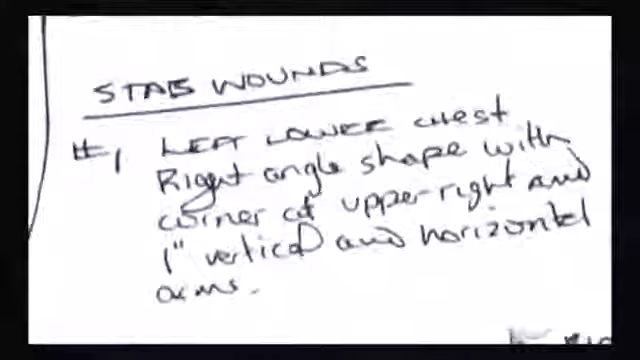 STAB WOUNDS
#1 LEFT LOWER chest
Right angle shape with
corner at upper-right and
1" vertical and horizontal
arms.